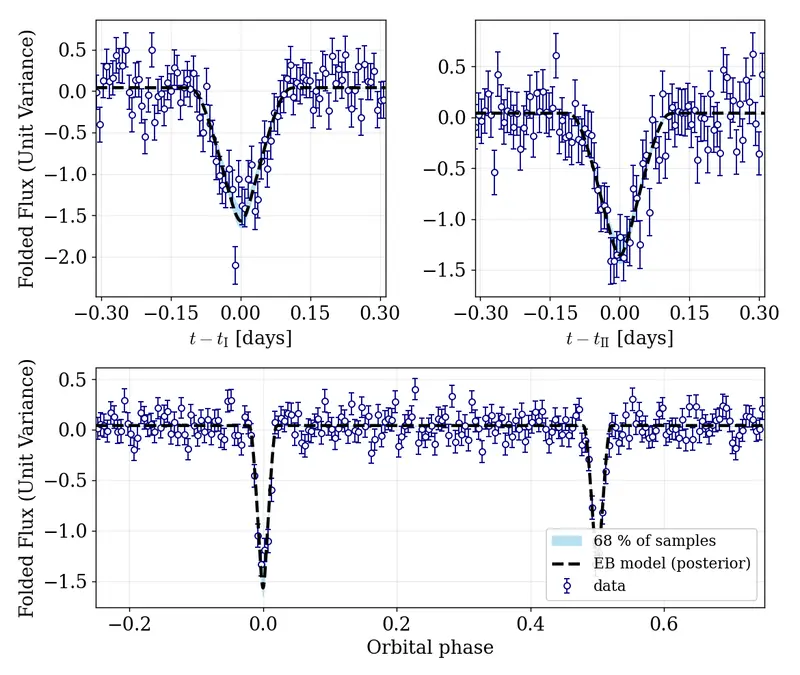 Folded Flux (Unit Variance)
0.5
0.0
−0.5
−1.0
−1.5
−2.0
−0.30 −0.15 0.00 0.15 0.30
t − tI [days]
0.5
0.0
−0.5
−1.0
−1.5
−0.30 −0.15 0.00 0.15 0.30
t − tII [days]
Folded Flux (Unit Variance)
0.5
0.0
−0.5
−1.0
−1.5
68 % of samples
EB model (posterior)
data
−0.2 0.0 0.2 0.4 0.6
Orbital phase